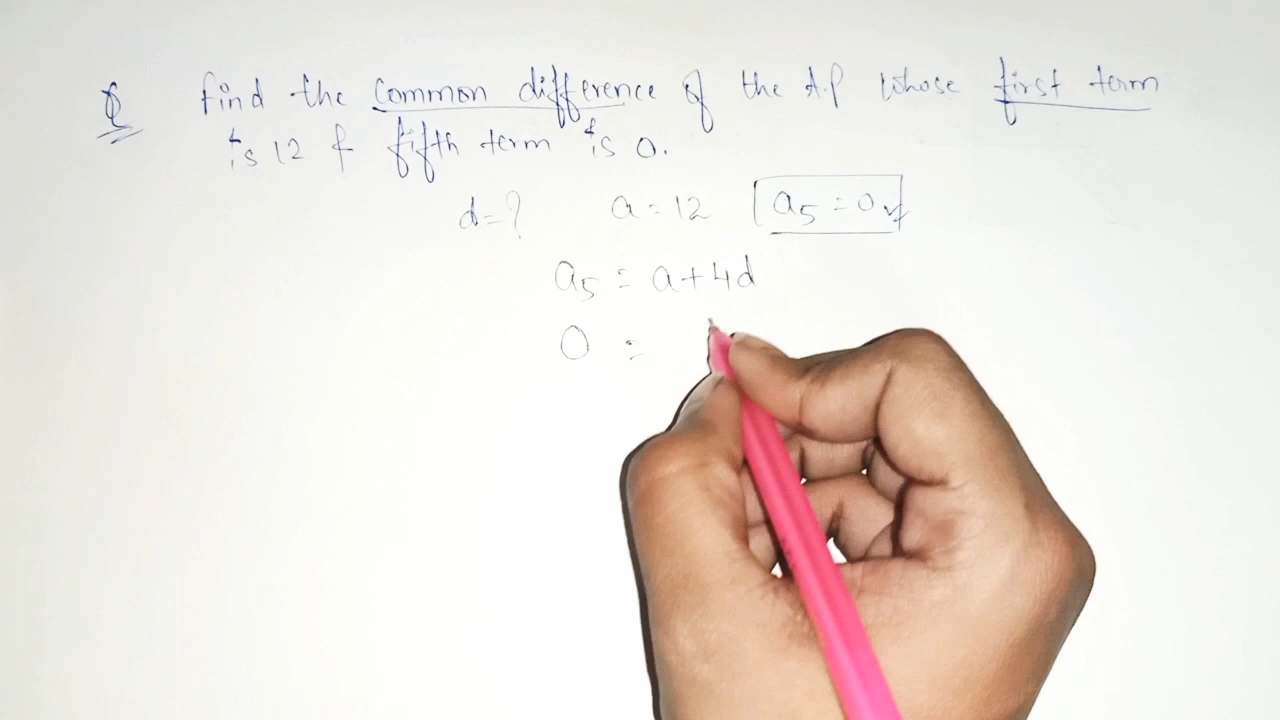 Q Find the common difference of the A.P whose first term
is 12 & fifth term is 0.
d=? a=12 a5=0
a5 = a+4d
0 =